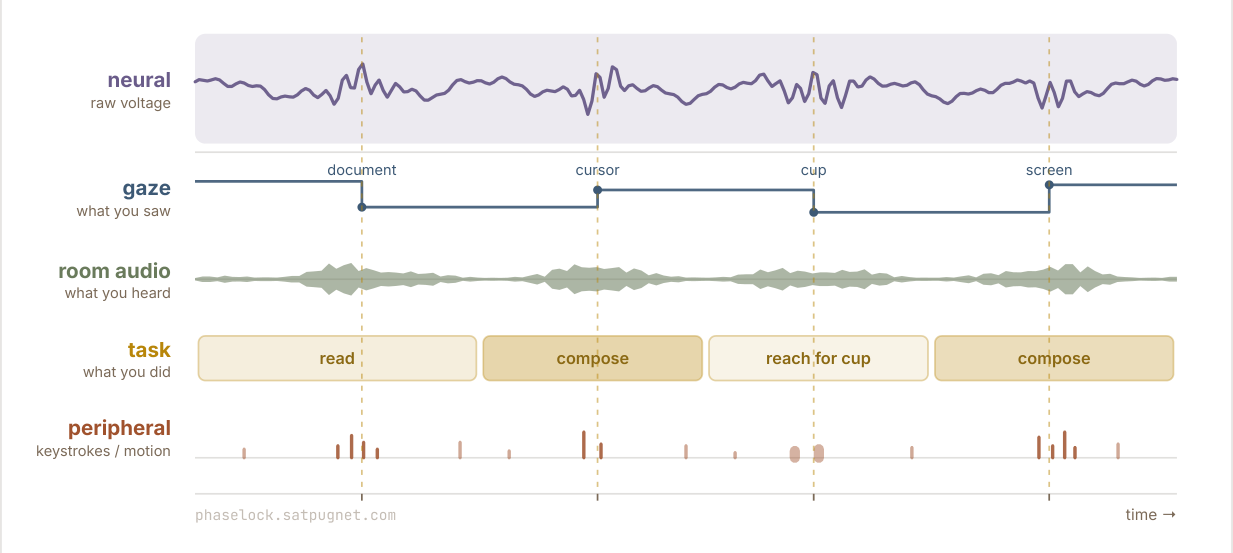 neural
raw voltage
document cursor cup screen
gaze
what you saw
room audio
what you heard
task
what you did
read compose reach for cup compose
peripheral
keystrokes / motion
phaselock.satpugnet.com
time →